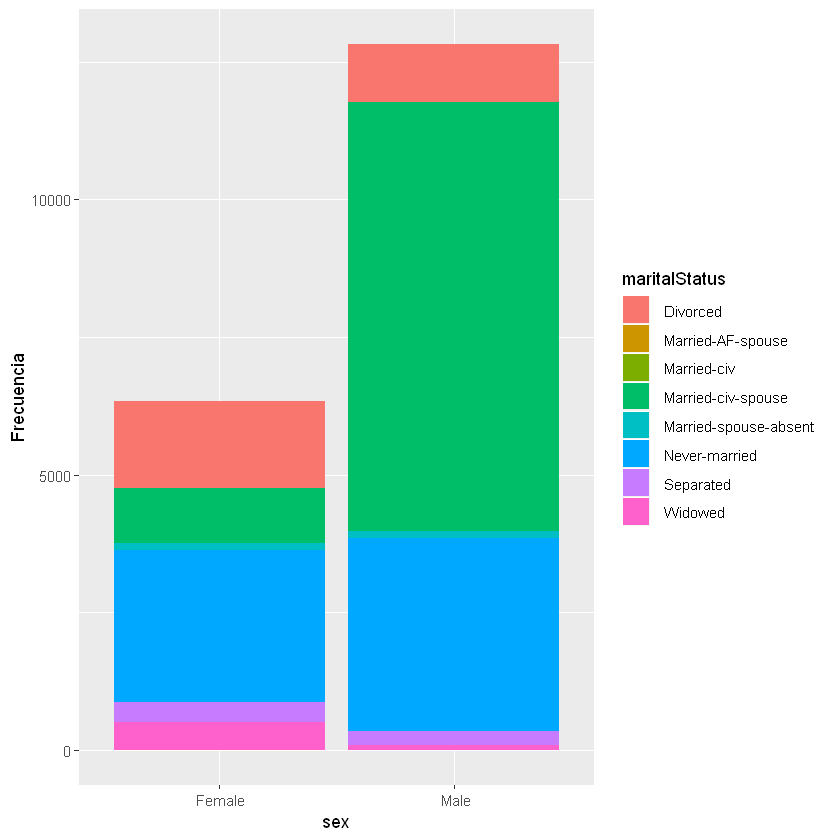 10000
5000
0
Frecuencia
Female
Male
sex
maritalStatus
Divorced
Married-AF-spouse
Married-civ
Married-civ-spouse
Married-spouse-absent
Never-married
Separated
Widowed